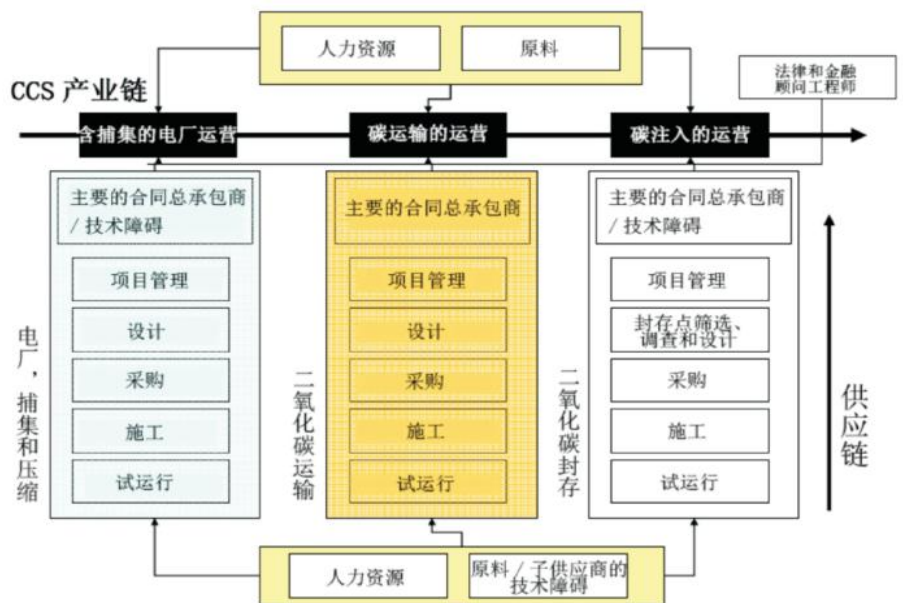 人力资源
原料
法律和金融
顾问工程师
CCS 产业链
含捕集的电厂运营
碳运输的运营
碳注入的运营
主要的合同总承包商
/ 技术障碍
项目管理
设计
采购
施工
试运行
电厂，捕集和压缩
主要的合同总承包商
项目管理
设计
采购
施工
试运行
二氧化碳运输
主要的合同总承包商
/ 技术障碍
项目管理
封存点筛选、
调查和设计
采购
施工
试运行
二氧化碳封存
供应链
人力资源
原料 / 子供应商的
技术障碍